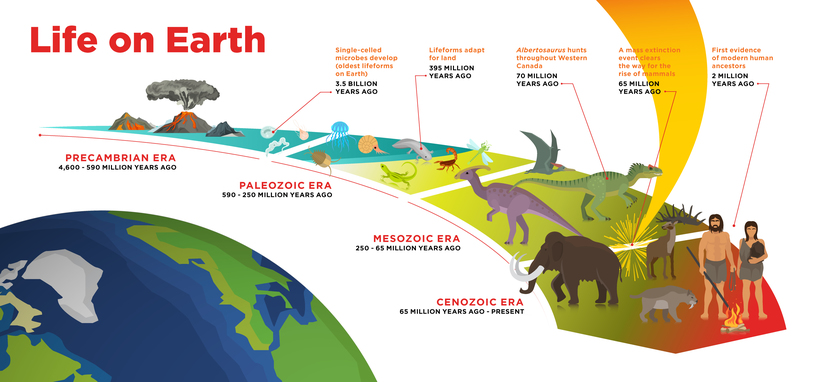 Life on Earth
Single-celled
microbes develop
(oldest lifeforms
on Earth)
3.5 BILLION
YEARS AGO
Lifeforms adapt
for land
395 MILLION
YEARS AGO
Albertosaurus hunts
throughout Western
Canada
70 MILLION
YEARS AGO
A mass extinction
event clears
the way for the
rise of mammals
65 MILLION
YEARS AGO
First evidence
of modern human
ancestors
2 MILLION
YEARS AGO
PRECAMBRIAN ERA
4,600 - 590 MILLION YEARS AGO
PALEOZOIC ERA
590 - 250 MILLION YEARS AGO
MESOZOIC ERA
250 - 65 MILLION YEARS AGO
CENOZOIC ERA
65 MILLION YEARS AGO - PRESENT